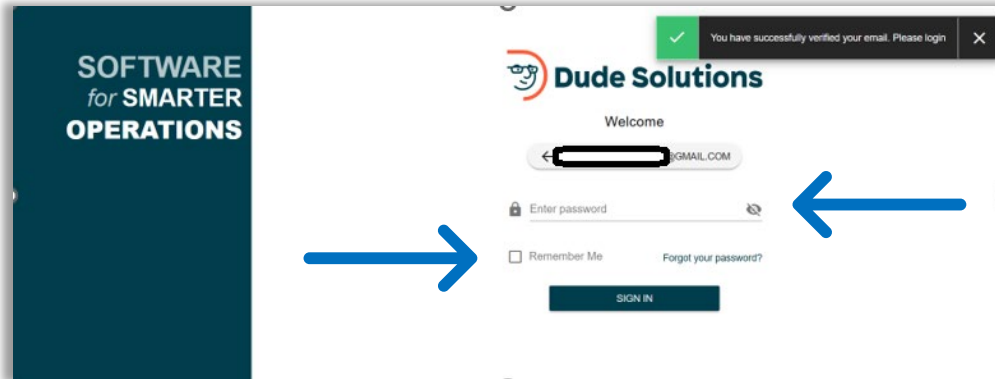 SOFTWARE
for SMARTER
OPERATIONS
You have successfully verified your email. Please login
Dude Solutions
Welcome
@GMAIL.COM
Enter password
Remember Me
Forgot your password?
SIGN IN